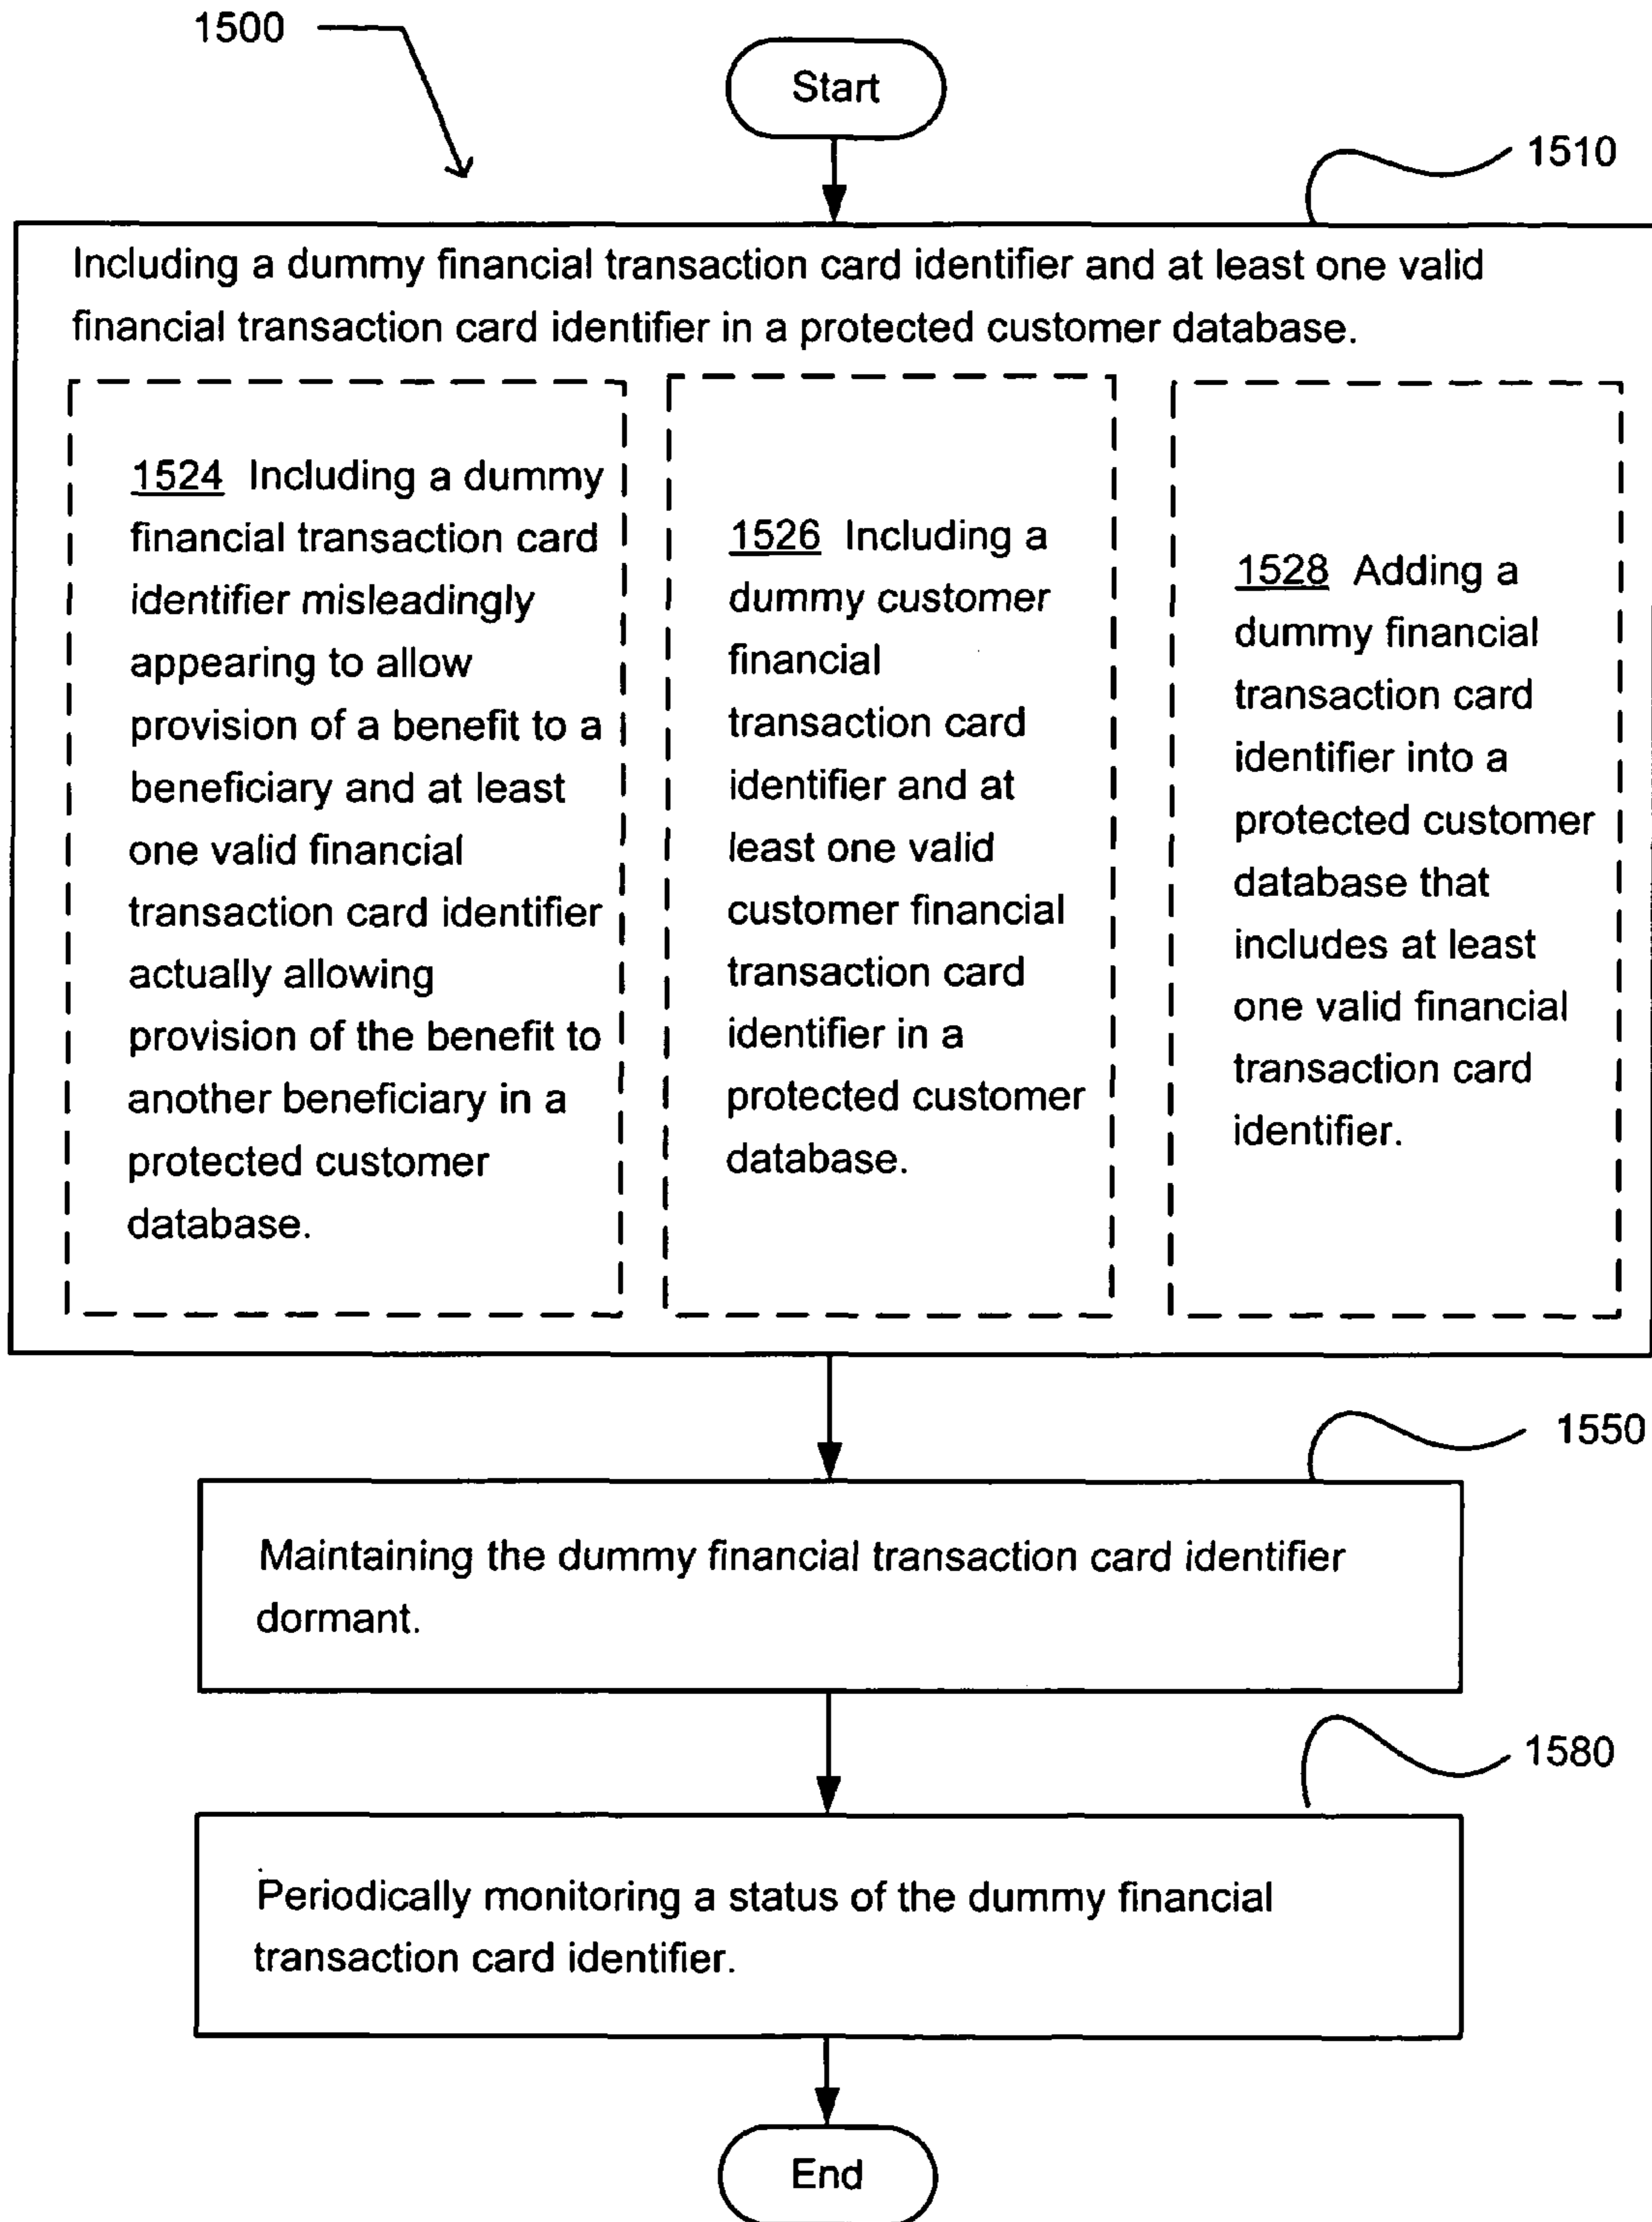 1500
Start
1510
Including a dummy financial transaction card identifier and at least one valid
financial transaction card identifier in a protected customer database.
1524 Including a dummy
financial transaction card
identifier misleadingly
appearing to allow
provision of a benefit to a
beneficiary and at least
one valid financial
transaction card identifier
actually allowing
provision of the benefit to
another beneficiary in a
protected customer
database.
1526 Including a
dummy customer
financial
transaction card
identifier and at
least one valid
customer financial
transaction card
identifier in a
protected customer
database.
1528 Adding a
dummy financial
transaction card
identifier into a
protected customer
database that
includes at least
one valid financial
transaction card
identifier.
1550
Maintaining the dummy financial transaction card identifier
dormant.
1580
Periodically monitoring a status of the dummy financial
transaction card identifier.
End